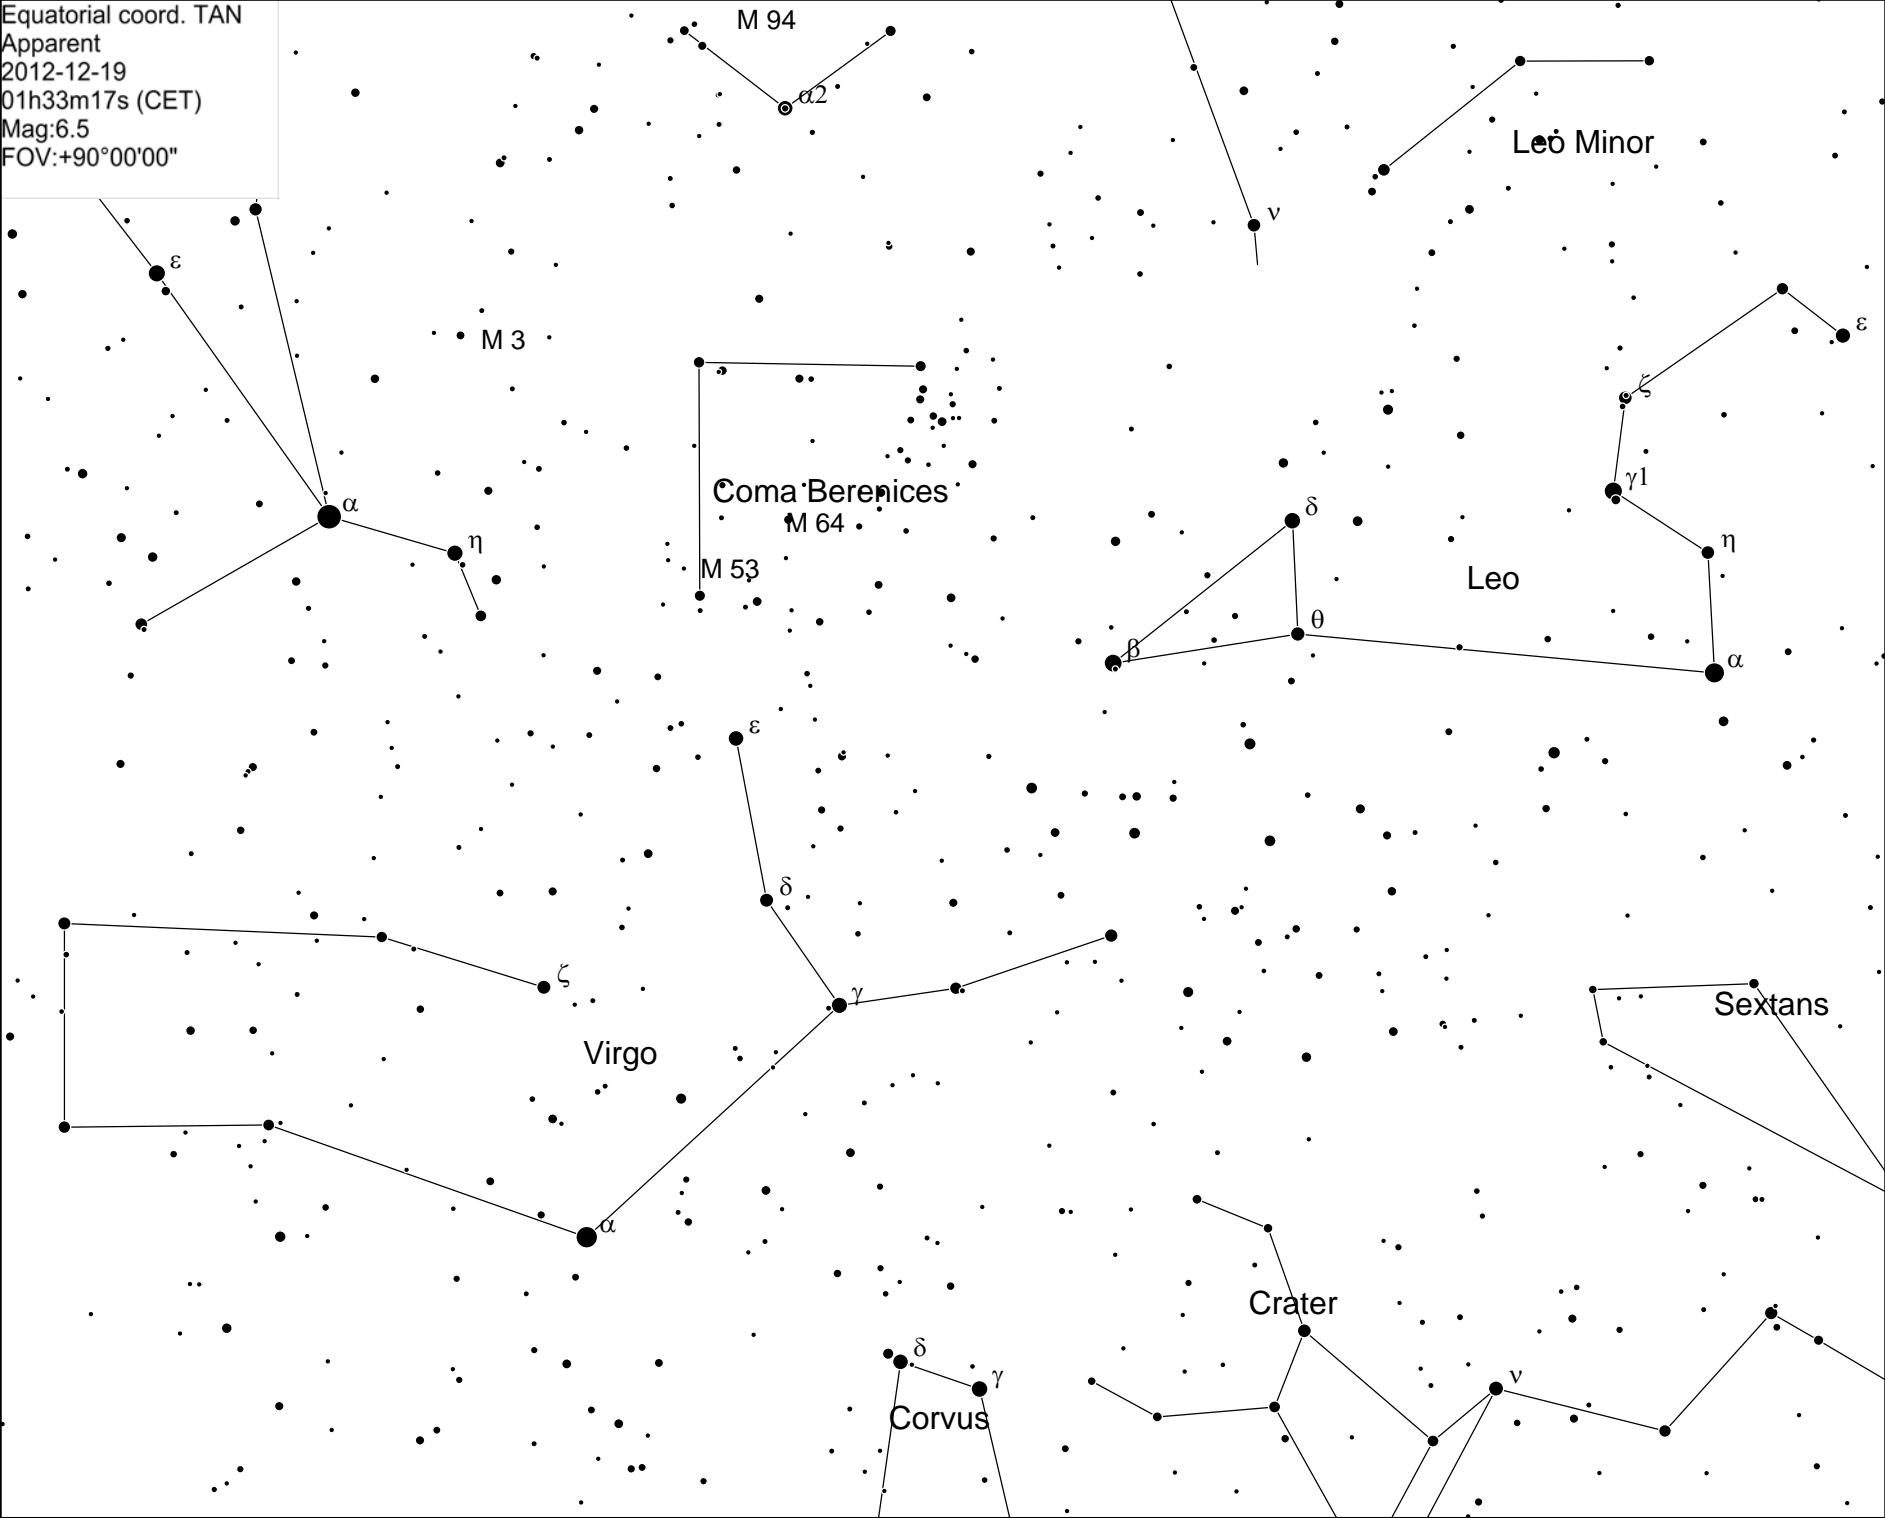 Equatorial coord. TAN
Apparent
2012-12-19
01h33m17s (CET)
Mag:6.5
FOV:+90°00'00"
M 94
α2
Leo Minor
ν
ε
ε
M 3
ζ
γ1
Coma Berenices
α
δ
M 64
η
η
M 53
Leo
θ
β
α
ε
δ
ζ
γ
Sextans
Virgo
α
Crater
δ
γ
ν
Corvus